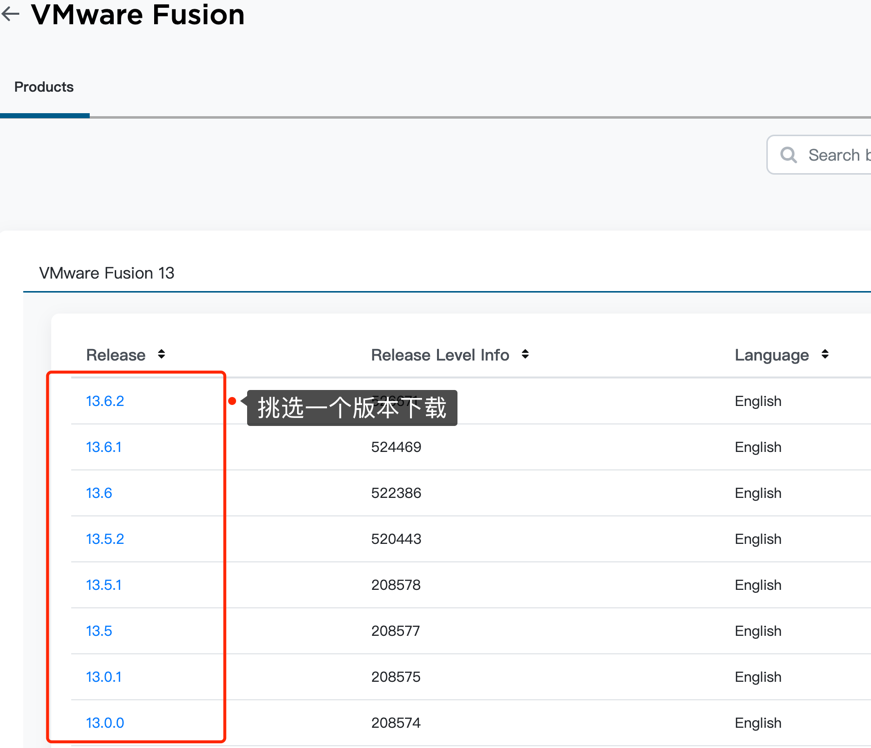 VMware Fusion
Products
Search
VMware Fusion 13
Release Release Level Info Language
13.6.2 挑选一个版本下载 English
13.6.1 524469 English
13.6 522386 English
13.5.2 520443 English
13.5.1 208578 English
13.5 208577 English
13.0.1 208575 English
13.0.0 208574 English